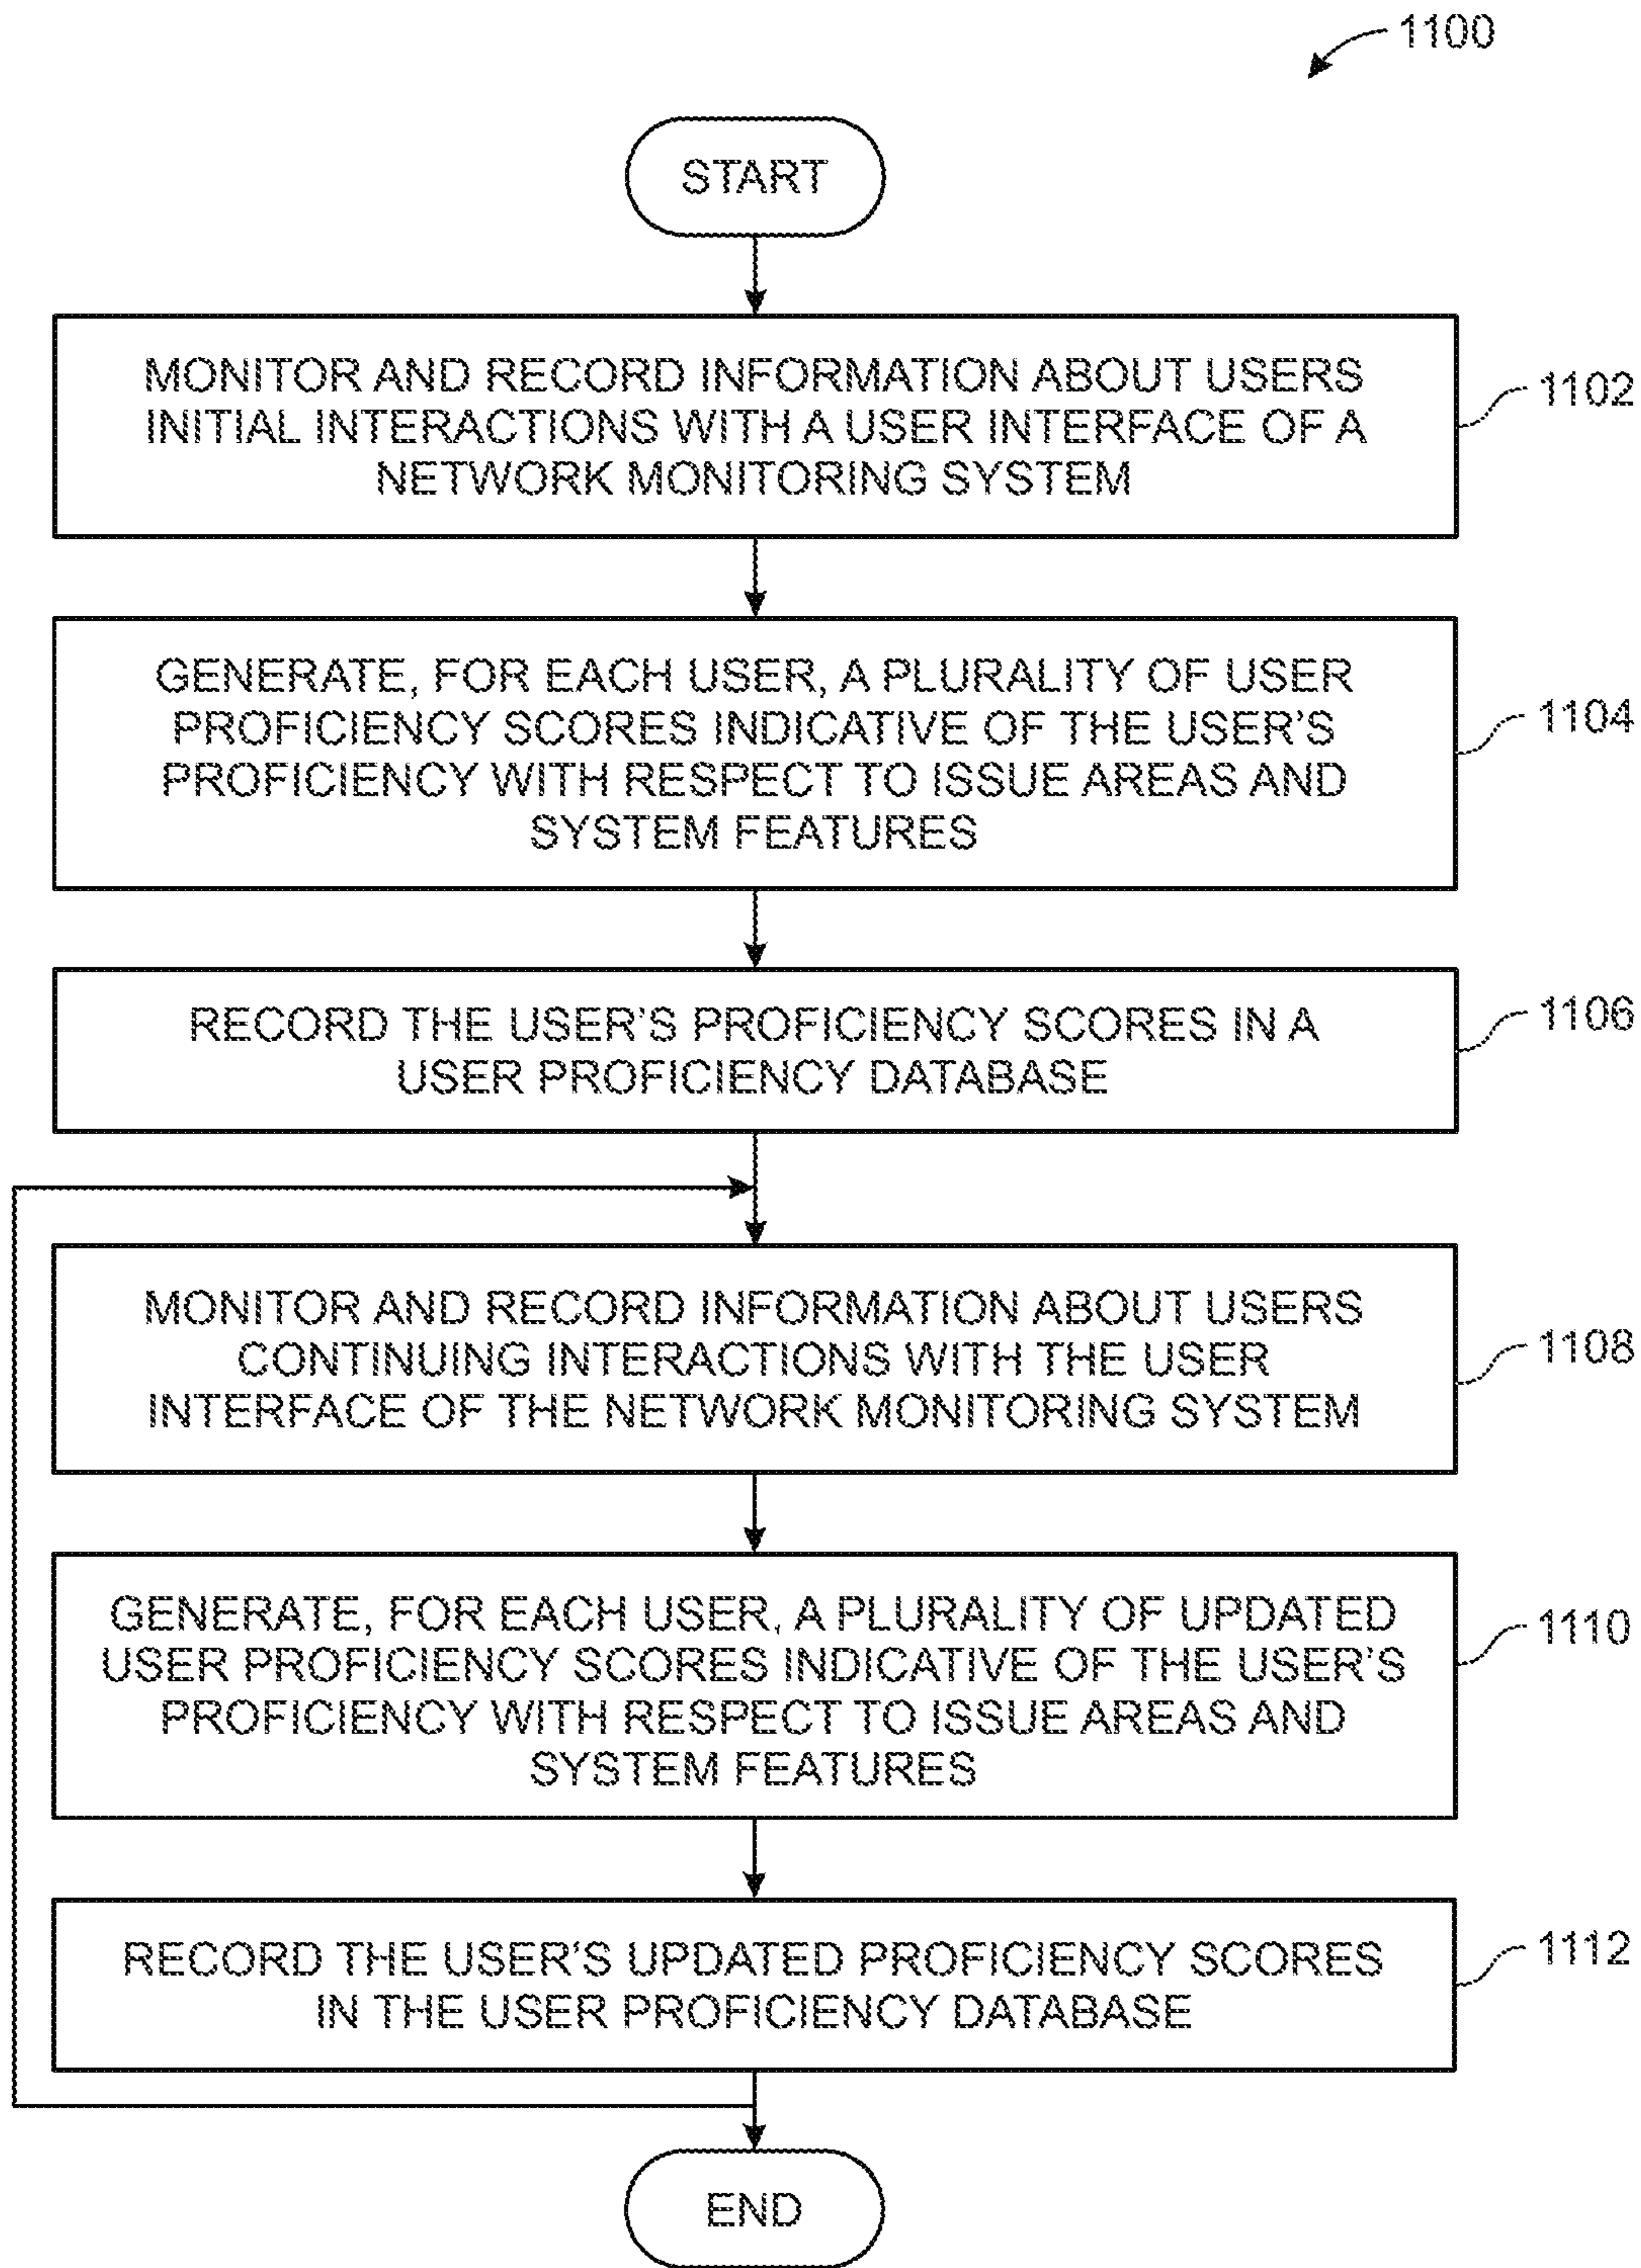 1100
START
MONITOR AND RECORD INFORMATION ABOUT USERS
INITIAL INTERACTIONS WITH A USER INTERFACE OF A
NETWORK MONITORING SYSTEM
1102
GENERATE, FOR EACH USER, A PLURALITY OF USER
PROFICIENCY SCORES INDICATIVE OF THE USER'S
PROFICIENCY WITH RESPECT TO ISSUE AREAS AND
SYSTEM FEATURES
1104
RECORD THE USER'S PROFICIENCY SCORES IN A
USER PROFICIENCY DATABASE
1106
MONITOR AND RECORD INFORMATION ABOUT USERS
CONTINUING INTERACTIONS WITH THE USER
INTERFACE OF THE NETWORK MONITORING SYSTEM
1108
GENERATE, FOR EACH USER, A PLURALITY OF UPDATED
USER PROFICIENCY SCORES INDICATIVE OF THE USER'S
PROFICIENCY WITH RESPECT TO ISSUE AREAS AND
SYSTEM FEATURES
1110
RECORD THE USER'S UPDATED PROFICIENCY SCORES
IN THE USER PROFICIENCY DATABASE
1112
END